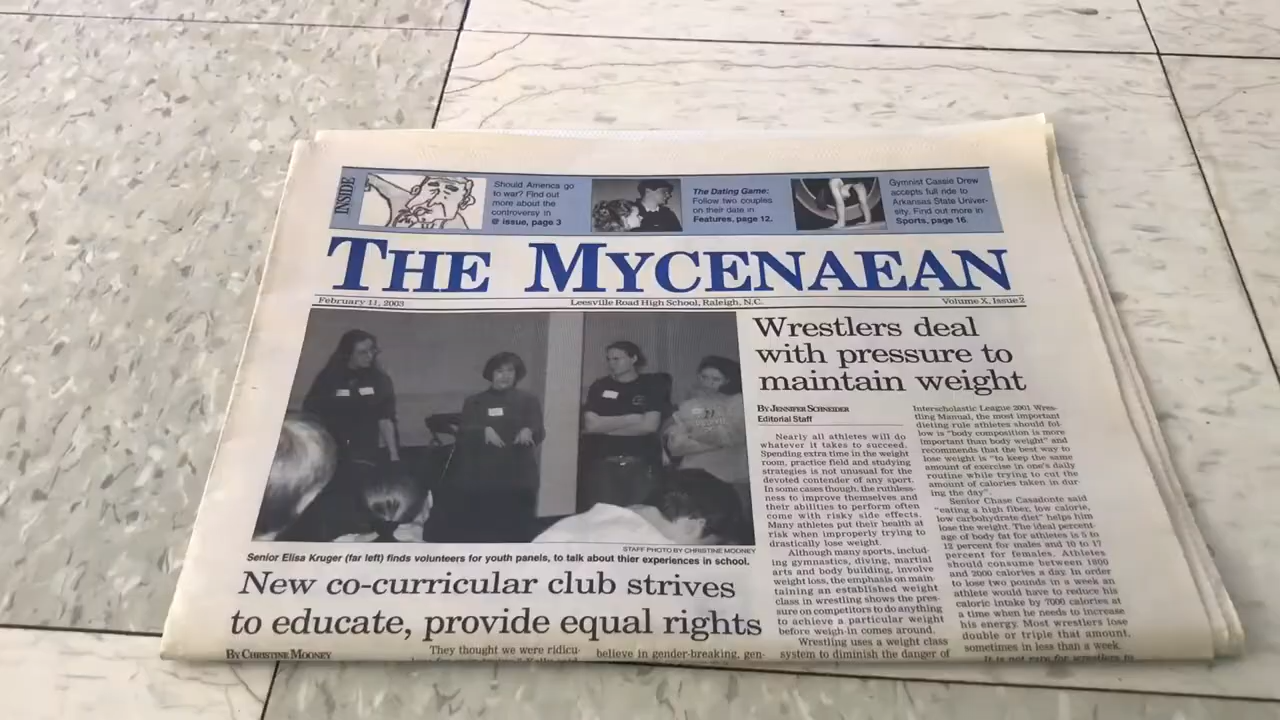 INSIDE
Should America go
to war? Find out
more about the
controversy in
@ issue, page 3
The Dating Game:
Follow two couples
on their date in
Features, page 12.
Gymnist Cassie Drew
accepts full ride to
Arkansas State Univer-
sity. Find out more in
Sports, page 16.
THE MYCENAEAN
February 11, 2003
Leesville Road High School, Raleigh, N.C.
Volume X, Issue 2
STAFF PHOTO BY CHRISTINE MOONEY
Senior Elisa Kruger (far left) finds volunteers for youth panels, to talk about thier experiences in school.
New co-curricular club strives
to educate, provide equal rights
BY CHRISTINE MOONEY
They thought we were ridicu-
believe in gender-breaking, gen-
Wrestlers deal
with pressure to
maintain weight
BY JENNIFER SCHNEIDER
Editorial Staff
Nearly all athletes will do
whatever it takes to succeed.
Spending extra time in the weight
room, practice field and studying
strategies is not unusual for the
devoted contender of any sport.
In some cases though, the ruthless-
ness to improve themselves and
their abilities to perform often
come with risky side effects.
Many athletes put their health at
risk when improperly trying to
drastically lose weight.
Although many sports, includ-
ing gymnastics, diving, martial
arts and body building, involve
weight loss, the emphasis on main-
taining an established weight
class in wrestling shows the pres-
sure on competitors to do anything
to achieve a particular weight
before weigh-in comes around.
Wrestling uses a weight class
system to diminish the danger of
Interscholastic League 2001 Wres-
tling Manual, the most important
dieting rule athletes should fol-
low is "body composition is more
important than body weight" and
recommends that the best way to
lose weight is "to keep the same
amount of exercise in one's daily
routine while trying to cut the
amount of calories taken in dur-
ing the day".
Senior Chase Casadonte said
"eating a high fiber, low calorie,
low carbohydrate diet" helps him
lose the weight. The ideal percent-
age of body fat for athletes is 5 to
12 percent for males and 10 to 17
percent for females. Athletes
should consume between 1800
and 2000 calories a day. In order
to lose two pounds in a week an
athlete would have to reduce his
caloric intake by 7000 calories at
a time when he needs to increase
his energy. Most wrestlers lose
double or triple that amount,
sometimes in less than a week.
It is not rare for wrestlers to